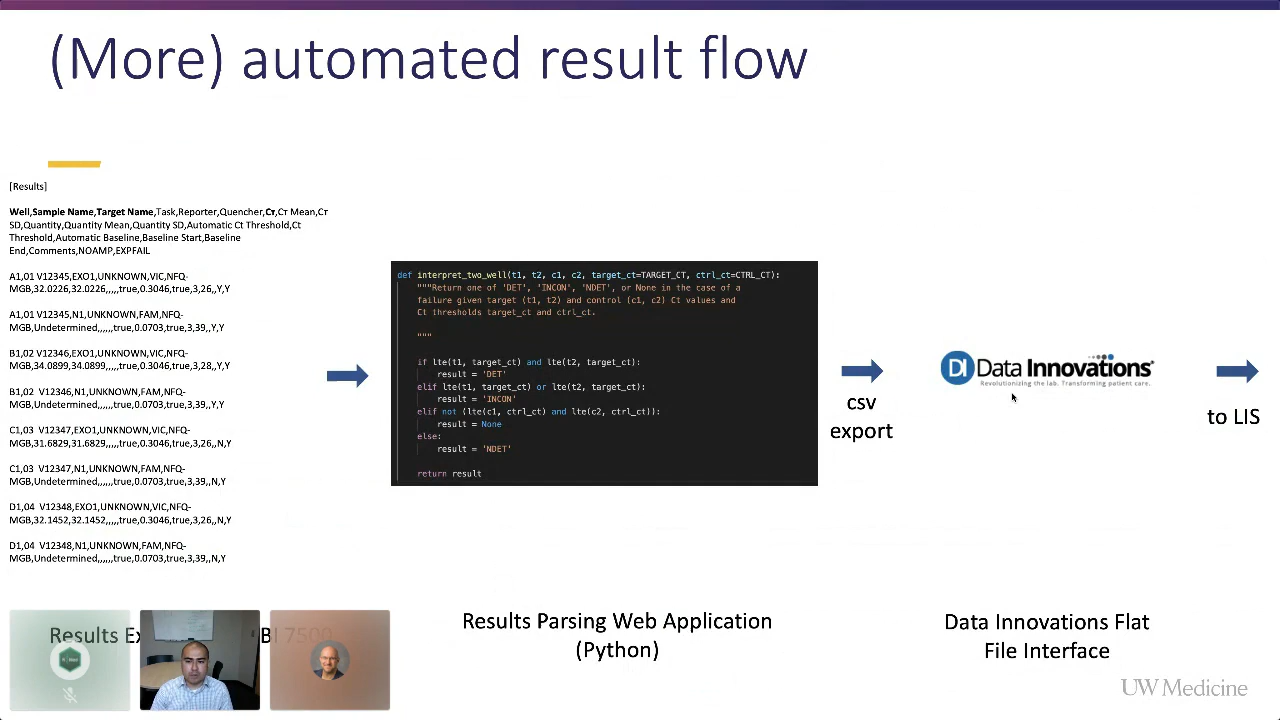 (More) automated result flow
[Results]
Well,Sample Name,Target Name,Task,Reporter,Quencher,Cт,Cт Mean,Cт
SD,Quantity,Quantity Mean,Quantity SD,Automatic Ct Threshold,Ct
Threshold,Automatic Baseline,Baseline Start,Baseline
End,Comments,NOAMP,EXPFAIL
A1,01 V12345,EXO1,UNKNOWN,VIC,NFQ-
MGB,32.0226,32.0226,,,,,true,0.3046,true,3,26,,Y,Y
A1,01 V12345,N1,UNKNOWN,FAM,NFQ-
MGB,Undetermined,,,,,,true,0.0703,true,3,39,,Y,Y
B1,02 V12346,EXO1,UNKNOWN,VIC,NFQ-
MGB,34.0899,34.0899,,,,,true,0.3046,true,3,28,,Y,Y
B1,02  V12346,N1,UNKNOWN,FAM,NFQ-
MGB,Undetermined,,,,,,true,0.0703,true,3,39,,Y,Y
C1,03  V12347,EXO1,UNKNOWN,VIC,NFQ-
MGB,31.6829,31.6829,,,,,true,0.3046,true,3,26,,N,Y
C1,03  V12347,N1,UNKNOWN,FAM,NFQ-
MGB,Undetermined,,,,,,true,0.0703,true,3,39,,N,Y
D1,04  V12348,EXO1,UNKNOWN,VIC,NFQ-
MGB,32.1452,32.1452,,,,,true,0.3046,true,3,26,,N,Y
D1,04  V12348,N1,UNKNOWN,FAM,NFQ-
MGB,Undetermined,,,,,,true,0.0703,true,3,39,,N,Y
def interpret_two_well(t1, t2, c1, c2, target_ct=TARGET_CT, ctrl_ct=CTRL_CT):
"""Return one of 'DET', 'INCON', 'NDET', or None in the case of a
failure given target (t1, t2) and control (c1, c2) Ct values and
Ct thresholds target_ct and ctrl_ct.
"""
if lte(t1, target_ct) and lte(t2, target_ct):
result = 'DET'
elif lte(t1, target_ct) or lte(t2, target_ct):
result = 'INCON'
elif not (lte(c1, ctrl_ct) and lte(c2, ctrl_ct)):
result = None
else:
result = 'NDET'
return result
csv
export
DI Data Innovations
Revolutionizing the lab. Transforming patient care.
to LIS
Results 7500
Results Parsing Web Application
(Python)
Data Innovations Flat
File Interface
UW Medicine